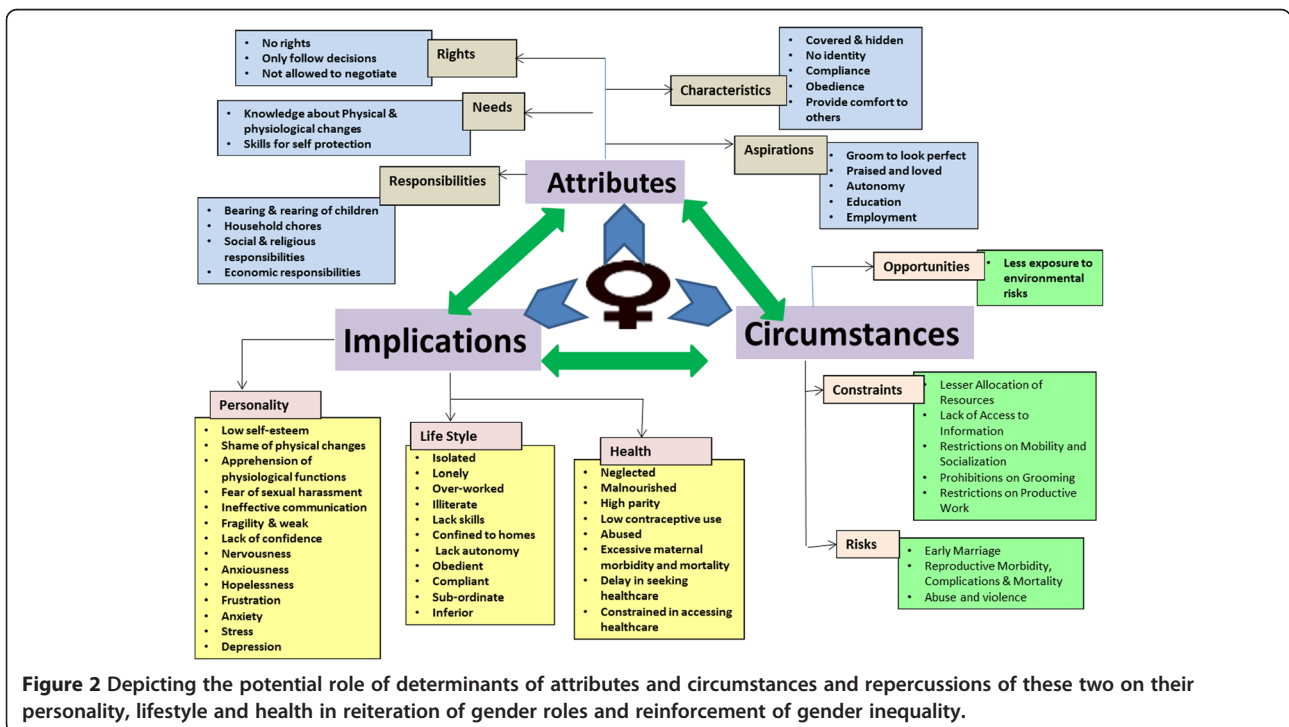 Rights
• No rights
• Only follow decisions
• Not allowed to negotiate
Needs
• Knowledge about Physical &
physiological changes
• Skills for self protection
Responsibilities
• Bearing & rearing of children
• Household chores
• Social & religious
responsibilities
• Economic responsibilities
Characteristics
• Covered & hidden
• No identity
• Compliance
• Obedience
• Provide comfort to
others
Aspirations
• Groom to look perfect
• Praised and loved
• Autonomy
• Education
• Employment
Attributes
Opportunities
• Less exposure to
environmental
risks
Implications
Circumstances
Constraints
• Lesser Allocation of
Resources
• Lack of Access to
Information
• Restrictions on Mobility and
Socialization
• Prohibitions on Grooming
• Restrictions on Productive
Work
Risks
• Early Marriage
• Reproductive Morbidity,
Complications & Mortality
• Abuse and violence
Personality
• Low self-esteem
• Shame of physical changes
• Apprehension of
physiological functions
• Fear of sexual harassment
• Ineffective communication
• Fragility & weak
• Lack of confidence
• Nervousness
• Anxiousness
• Hopelessness
• Frustration
• Anxiety
• Stress
• Depression
Life Style
• Isolated
• Lonely
• Over-worked
• Illiterate
• Lack skills
• Confined to homes
• Lack autonomy
• Obedient
• Compliant
• Sub-ordinate
• Inferior
Health
• Neglected
• Malnourished
• High parity
• Low contraceptive use
• Abused
• Excessive maternal
morbidity and mortality
• Delay in seeking
healthcare
• Constrained in accessing
healthcare
Figure 2 Depicting the potential role of determinants of attributes and circumstances and repercussions of these two on their
personality, lifestyle and health in reiteration of gender roles and reinforcement of gender inequality.